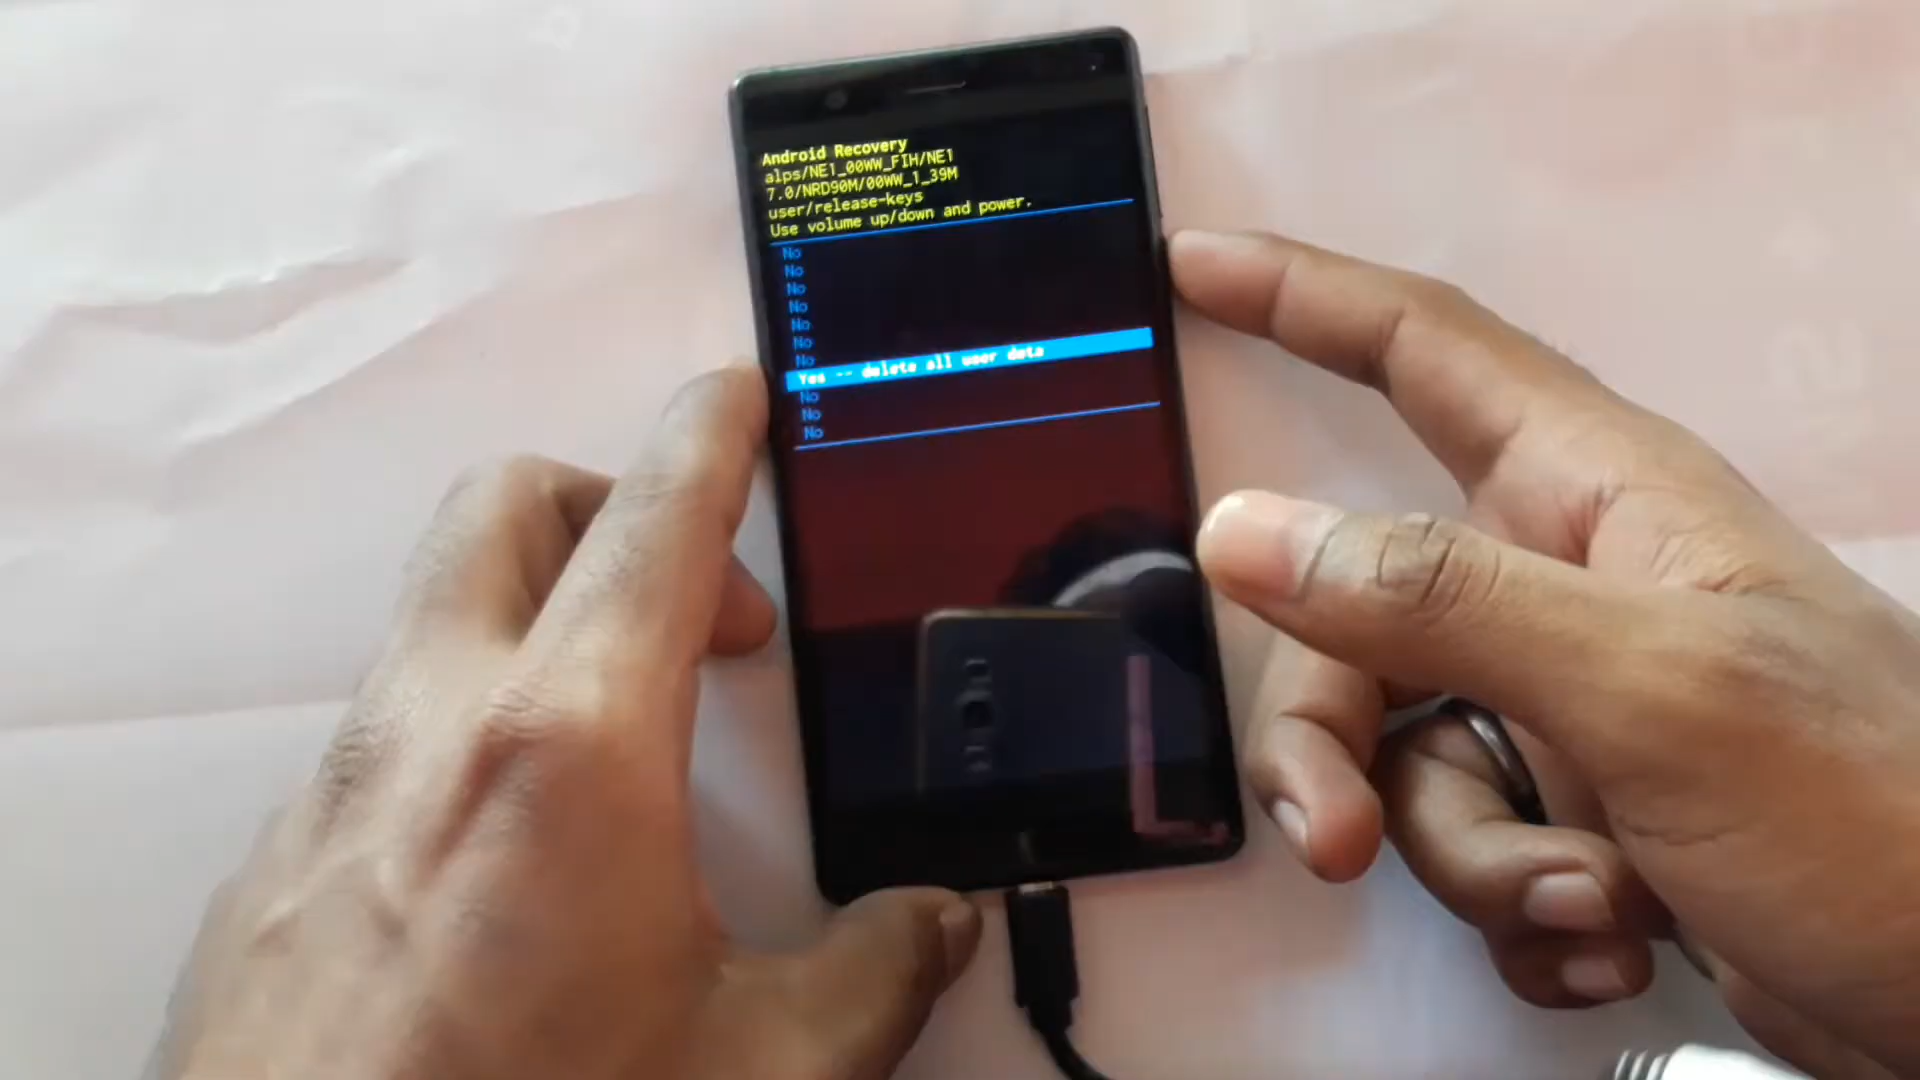 Android Recovery
alps/NE1_00WW_FIH/NE1
7.0/NRD90M/00WW_1_39M
user/release-keys
Use volume up/down and power.
No
No
No
No
No
No
No
Yes -- delete all user data
No
No
No